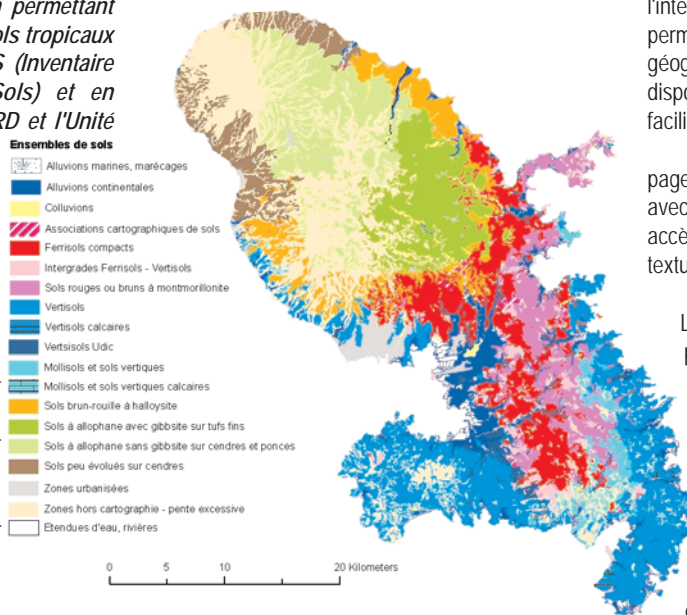 permettant
sols tropicaux
S (Inventaire
Sols) et en
RD et l'Unité
Ensembles de sols
Alluvions marines, marécages
Alluvions continentales
Colluvions
Associations cartographiques de sols
Ferrisols compacts
Intergrades Ferrisols - Vertisols
Sols rouges ou bruns à montmorillonite
Vertisols
Vertisols calcaires
Vertsisols Udic
Mollisols et sols vertiques
Mollisols et sols vertiques calcaires
Sols brun-rouille à halloysite
Sols à allophane avec gibbsite sur tufs fins
Sols à allophane sans gibbsite sur cendres et ponces
Sols peu évolués sur cendres
Zones urbanisées
Zones hors cartographie - pente excessive
Etendues d'eau, rivières
0 5 10 20 Kilometers
l'inte
perm
géog
dispo
facili
page
avec
accè
textu
L